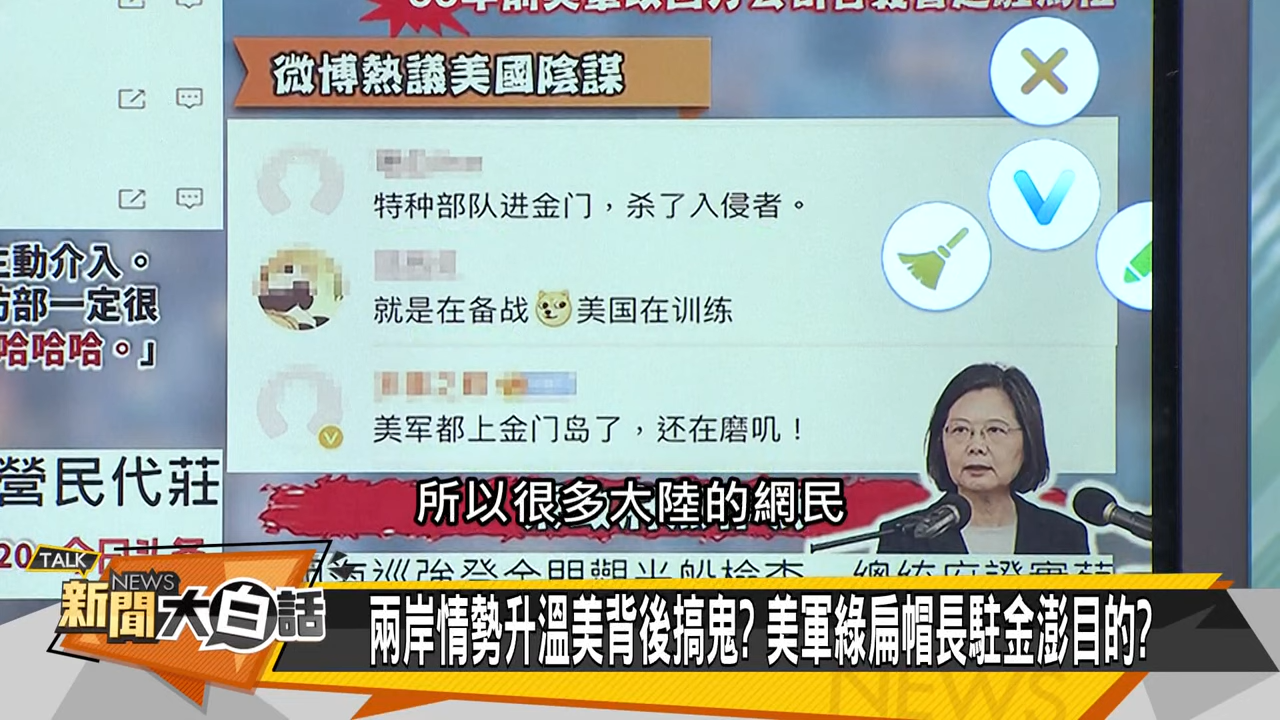 微博熱議美國陰謀
特种部队进金门，杀了入侵者。
就是在备战 美国在训练
美军都上金门岛了，还在磨叽！
主動介入。
防部一定很
哈哈哈。」
營民代莊
所以很多大陸的網民
TALK
NEWS
新聞大白話
兩岸情勢升溫美背後搞鬼？美軍綠扁帽長駐金澎目的？
NEWS